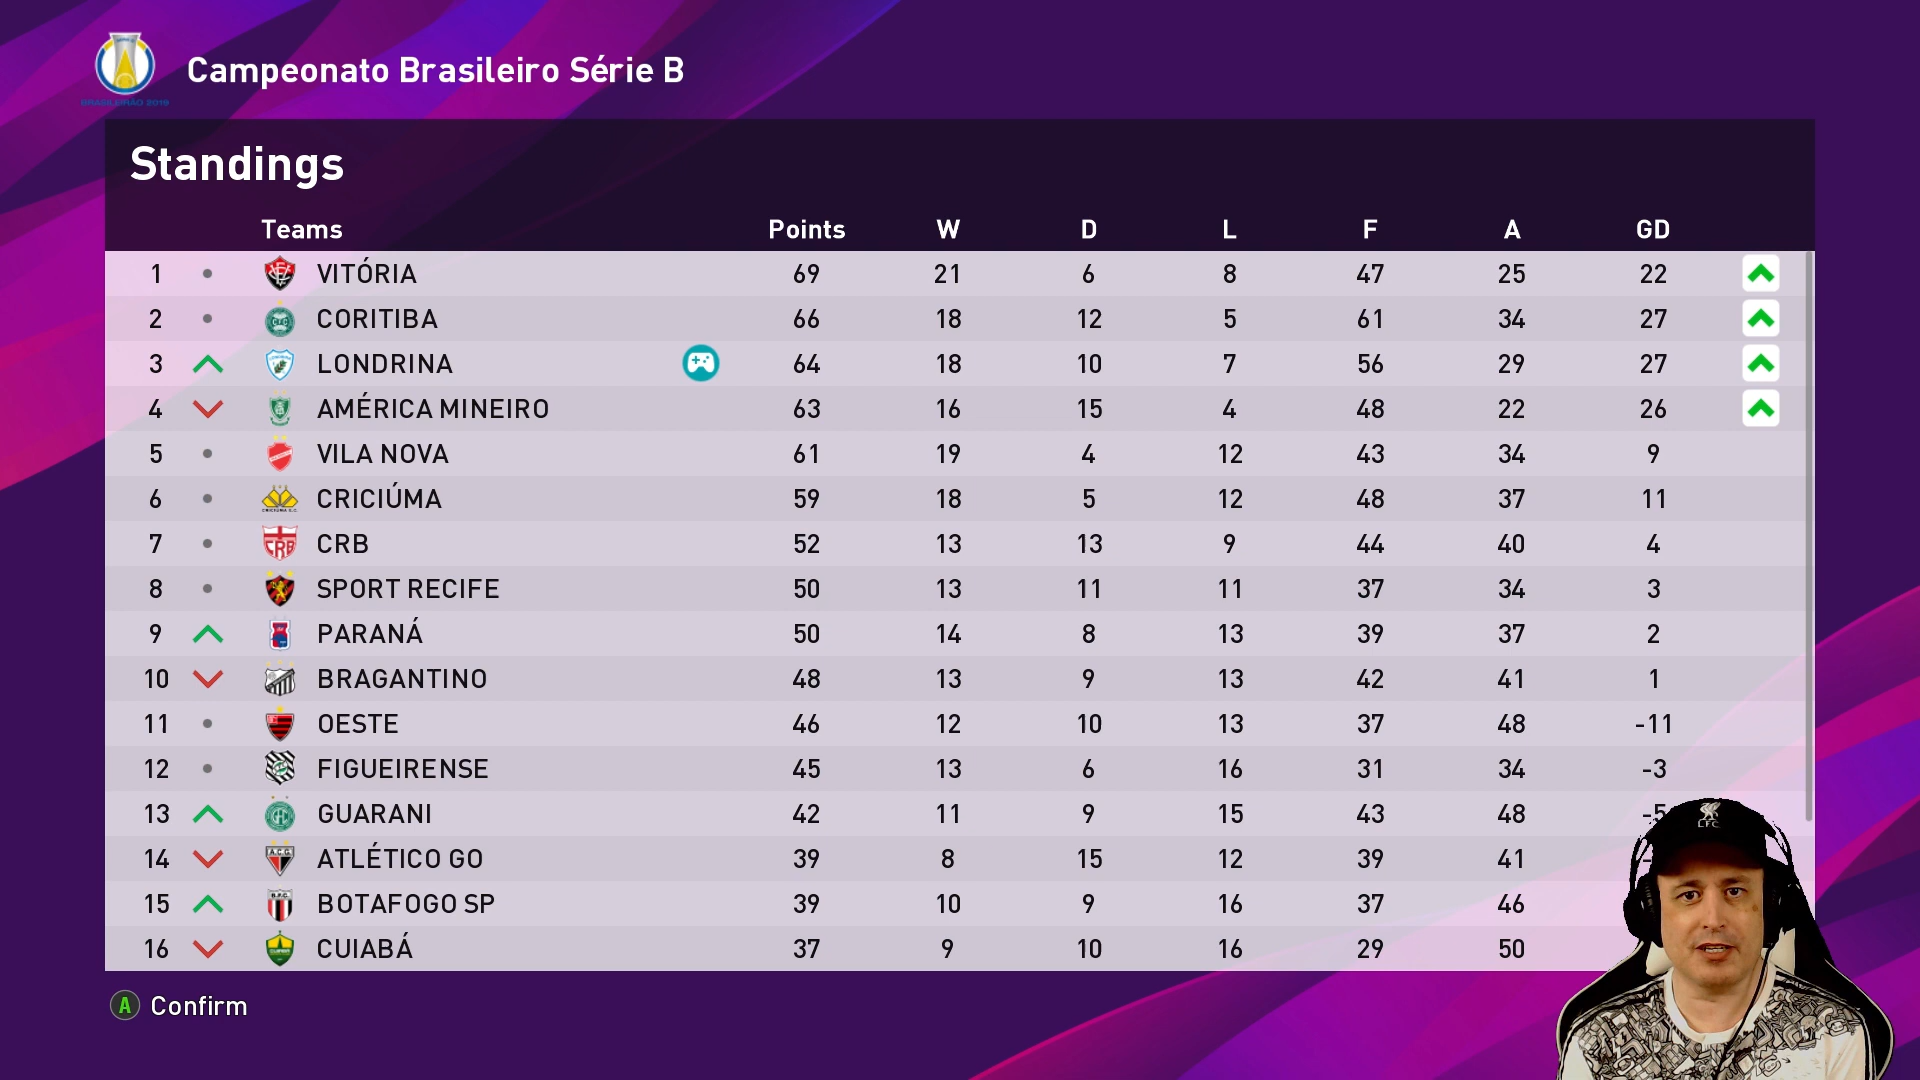 BRASILEIRÃO 2019
Campeonato Brasileiro Série B
Standings
Teams Points W D L F A GD
1 VITÓRIA 69 21 6 8 47 25 22
2 CORITIBA 66 18 12 5 61 34 27
3 LONDRINA 64 18 10 7 56 29 27
4 AMÉRICA MINEIRO 63 16 15 4 48 22 26
5 VILA NOVA 61 19 4 12 43 34 9
6 CRICIÚMA 59 18 5 12 48 37 11
7 CRB CRB 52 13 13 9 44 40 4
8 SPORT RECIFE 50 13 11 11 37 34 3
9 PARANÁ 50 14 8 13 39 37 2
10 BRAGANTINO 48 13 9 13 42 41 1
11 OESTE 46 12 10 13 37 48 -11
12 FIGUEIRENSE 45 13 6 16 31 34 -3
13 GUARANI 42 11 9 15 43 48 -5
14 ATLÉTICO GO 39 8 15 12 39 41
15 BOTAFOGO SP 39 10 9 16 37 46
16 CUIABÁ 37 9 10 16 29 50
LFC
A Confirm